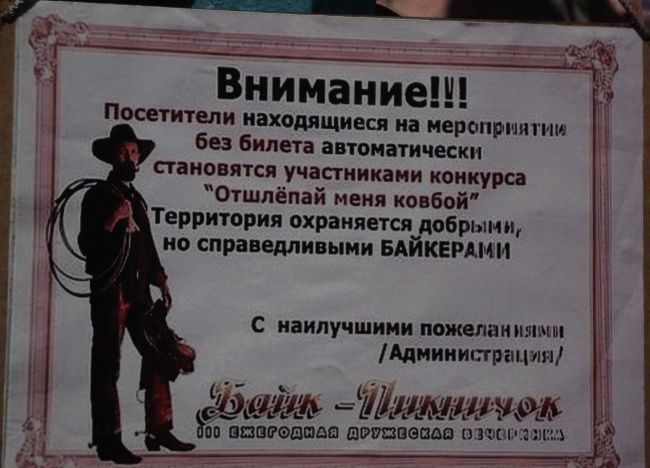 Внимание!!!
Посетители находящиеся на мероприятии
без билета автоматически
становятся участниками конкурса
"Отшлёпай меня ковбой"
Территория охраняется добрыми,
но справедливыми БАЙКЕРАМИ
С наилучшими пожеланиями
/Администрация/
Байк - Пикничок
III ЕЖЕГОДНАЯ ДРУЖЕСКАЯ ВЕЧЕРИНКА